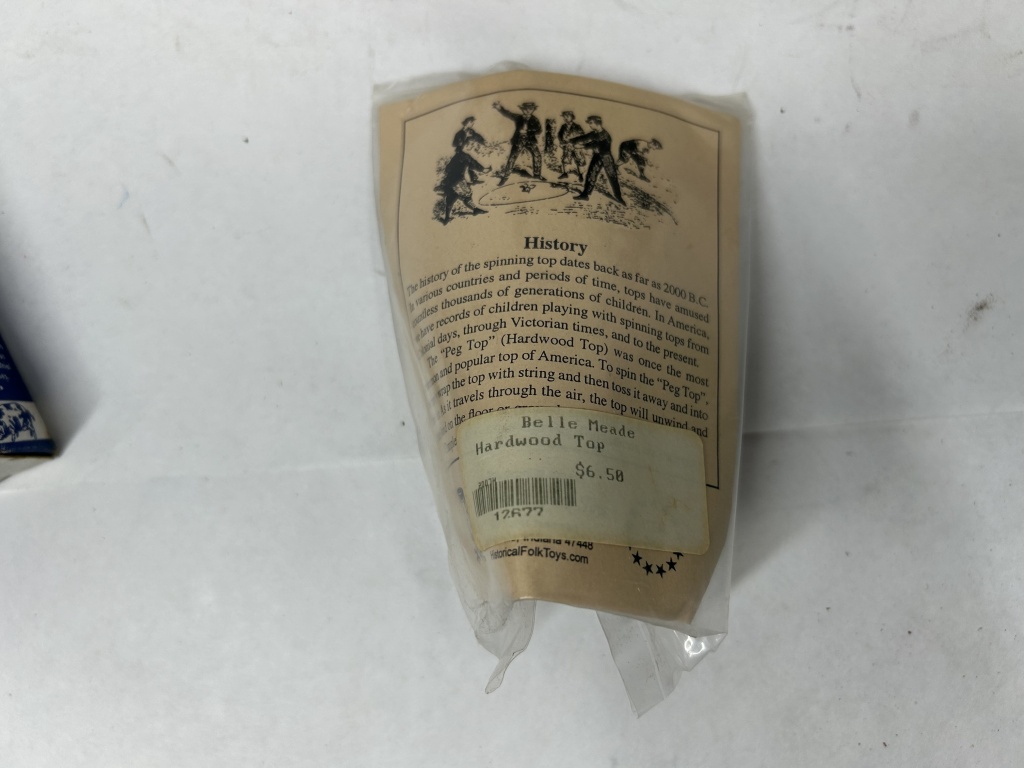 History
The history of the spinning top dates back as far as 2000 B.C.
In various countries and periods of time, tops have amused
countless thousands of generations of children. In America,
have records of children playing with spinning tops from
days, through Victorian times, and to the present.
The "Peg Top" (Hardwood Top) was once the most
and popular top of America. To spin the "Peg Top",
wrap the top with string and then toss it away and into
As it travels through the air, the top will unwind and
on the floor or
Belle Meade
Hardwood Top
$6.50
12677
Indiana 47448
HistoricalFolkToys.com